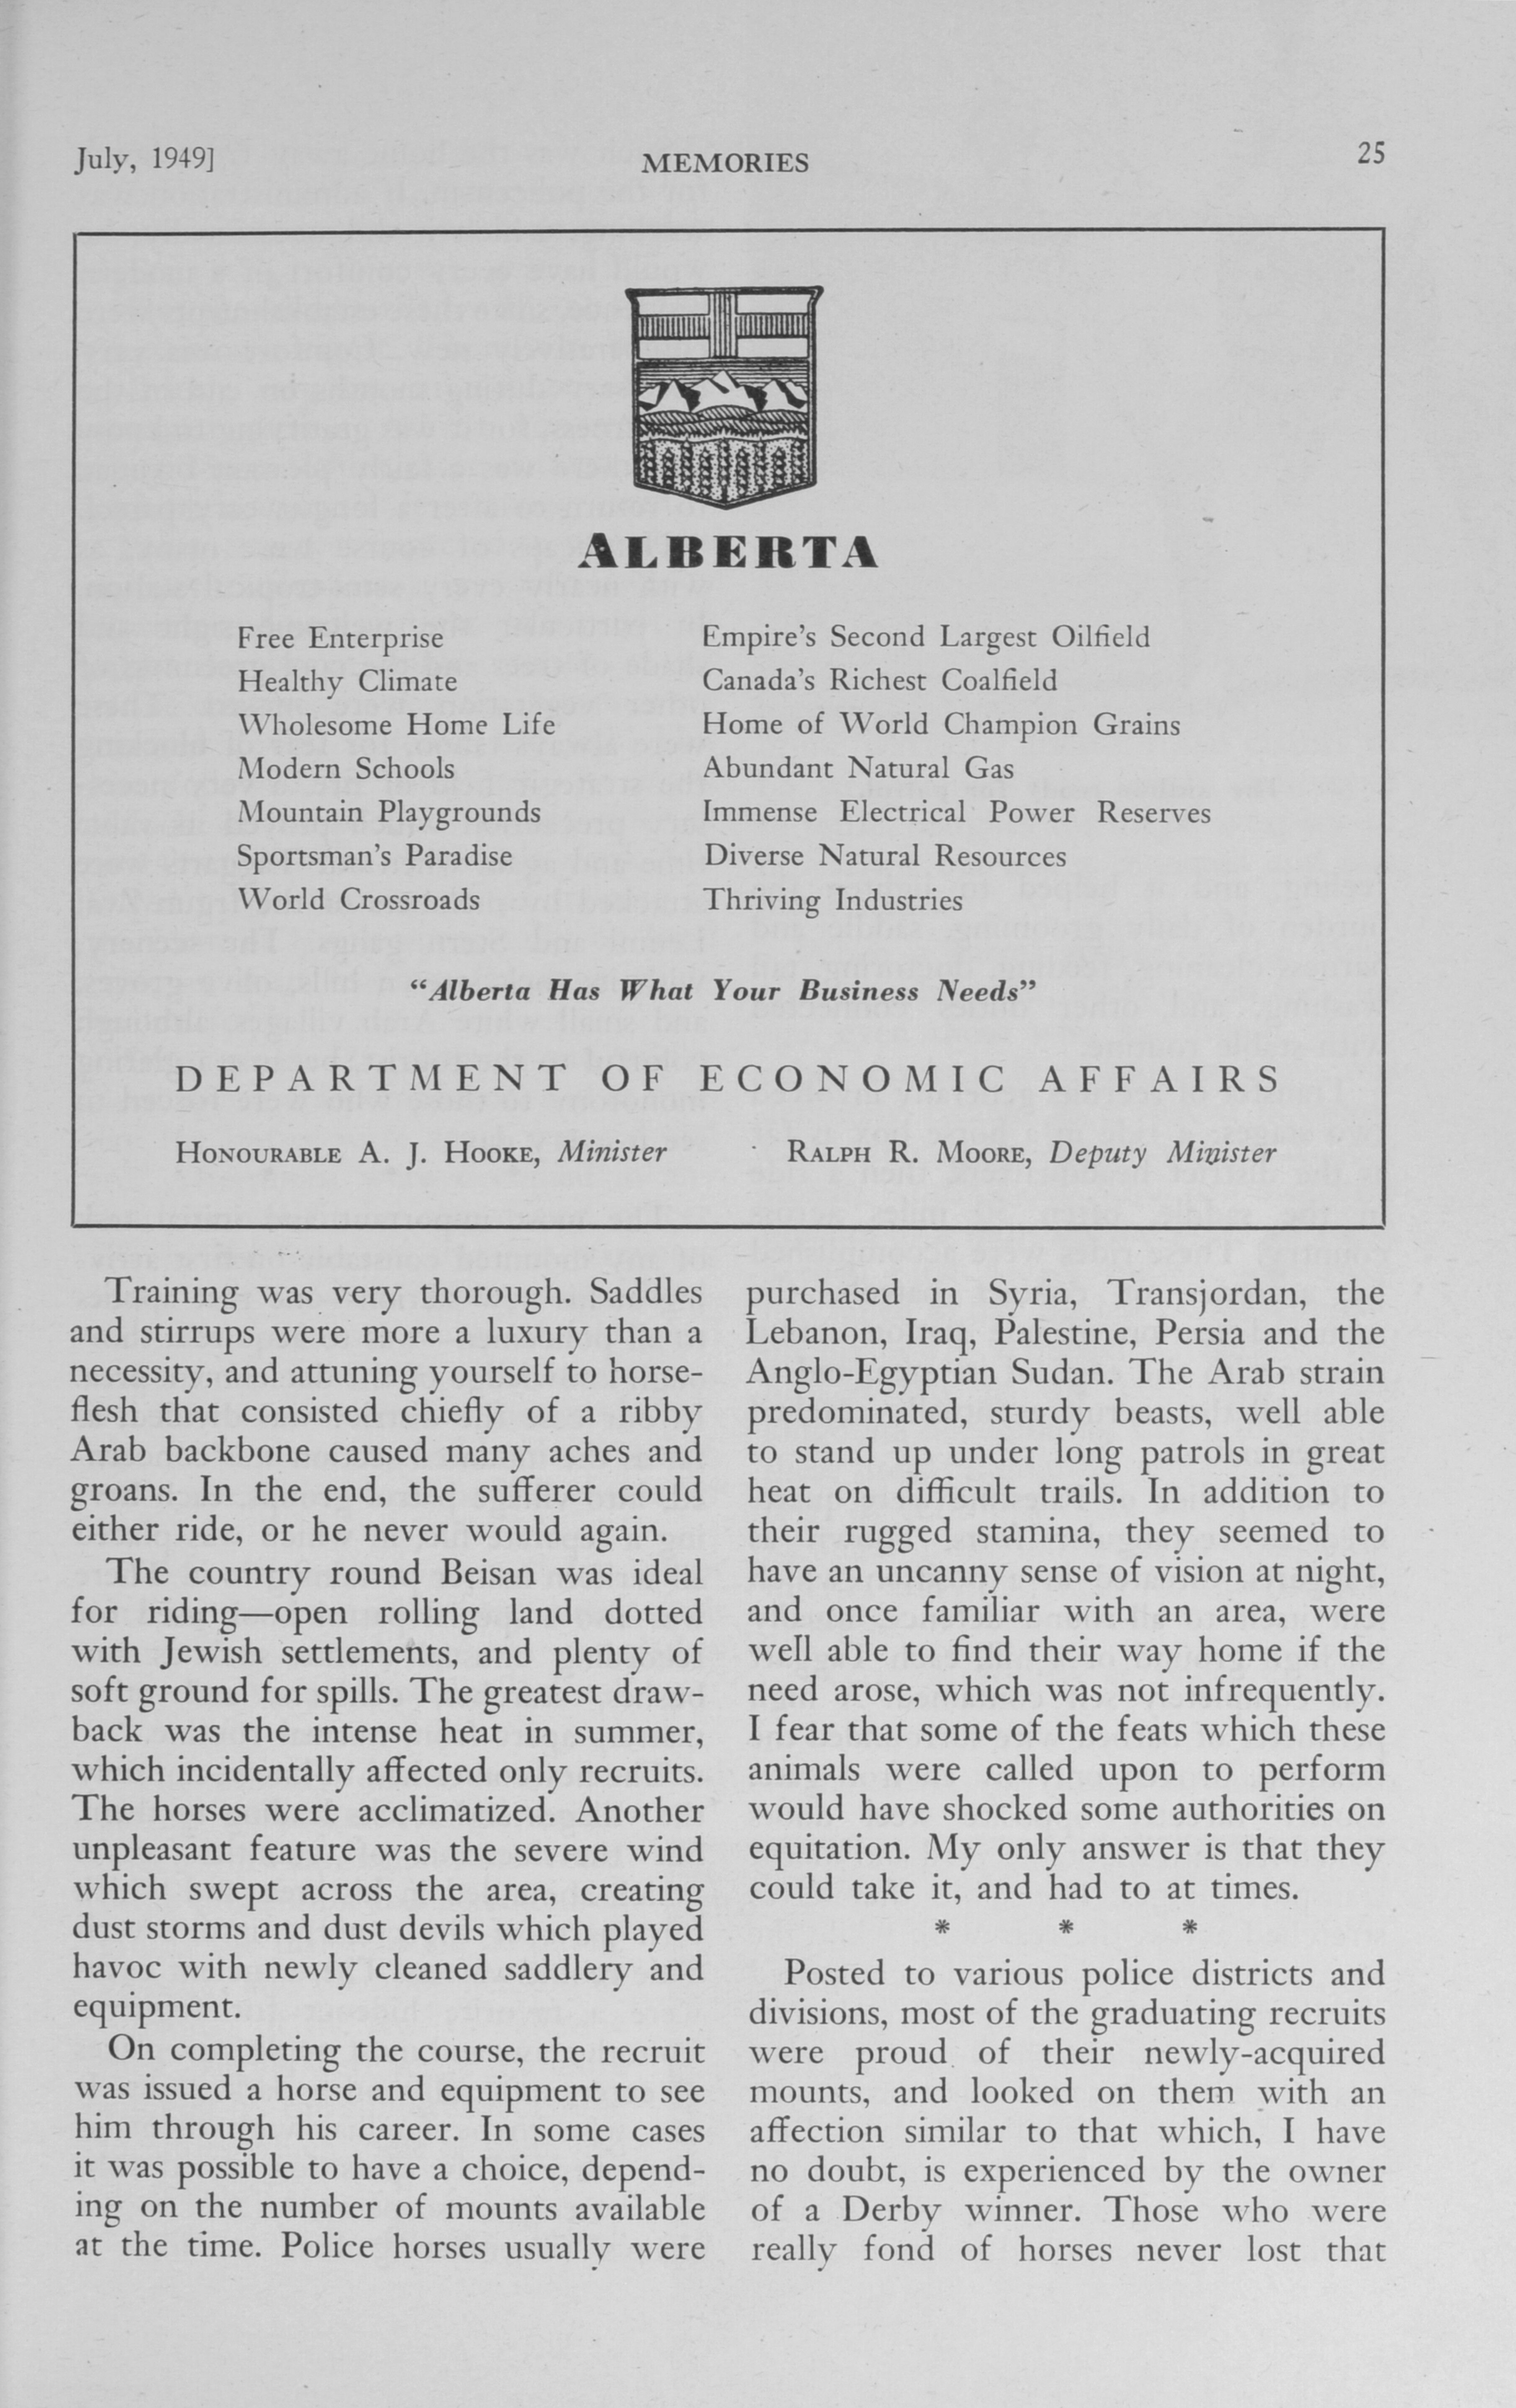 July, 1949]
MEMORIES
25
ALBERTA
Free Enterprise
Healthy Climate
Wholesome Home Life
Modern Schools
Mountain Playgrounds
Sportsman's Paradise
World Crossroads
Empire's Second Largest Oilfield
Canada's Richest Coalfield
Home of World Champion Grains
Abundant Natural Gas
Immense Electrical Power Reserves
Diverse Natural Resources
Thriving Industries
"Alberta Has What Your Business Needs"
DEPARTMENT OF ECONOMIC AFFAIRS
HONOURABLE A. J. HOOKE, Minister
RALPH R. MOORE, Deputy Minister
Training was very thorough. Saddles
and stirrups were more a luxury than a
necessity, and attuning yourself to horse-
flesh that consisted chiefly of a ribby
Arab backbone caused many aches and
groans. In the end, the sufferer could
either ride, or he never would again.
The country round Beisan was ideal
for riding—open rolling land dotted
with Jewish settlements, and plenty of
soft ground for spills. The greatest draw-
back was the intense heat in summer,
which incidentally affected only recruits.
The horses were acclimatized. Another
unpleasant feature was the severe wind
which swept across the area, creating
dust storms and dust devils which played
havoc with newly cleaned saddlery and
equipment.
On completing the course, the recruit
was issued a horse and equipment to see
him through his career. In some cases
it was possible to have a choice, depend-
ing on the number of mounts available
at the time. Police horses usually were
purchased in Syria, Transjordan, the
Lebanon, Iraq, Palestine, Persia and the
Anglo-Egyptian Sudan. The Arab strain
predominated, sturdy beasts, well able
to stand up under long patrols in great
heat on difficult trails. In addition to
their rugged stamina, they seemed to
have an uncanny sense of vision at night,
and once familiar with an area, were
well able to find their way home if the
need arose, which was not infrequently.
I fear that some of the feats which these
animals were called upon to perform
would have shocked some authorities on
equitation. My only answer is that they
could take it, and had to at times.
* * *
Posted to various police districts and
divisions, most of the graduating recruits
were proud of their newly-acquired
mounts, and looked on them with an
affection similar to that which, I have
no doubt, is experienced by the owner
of a Derby winner. Those who were
really fond of horses never lost that